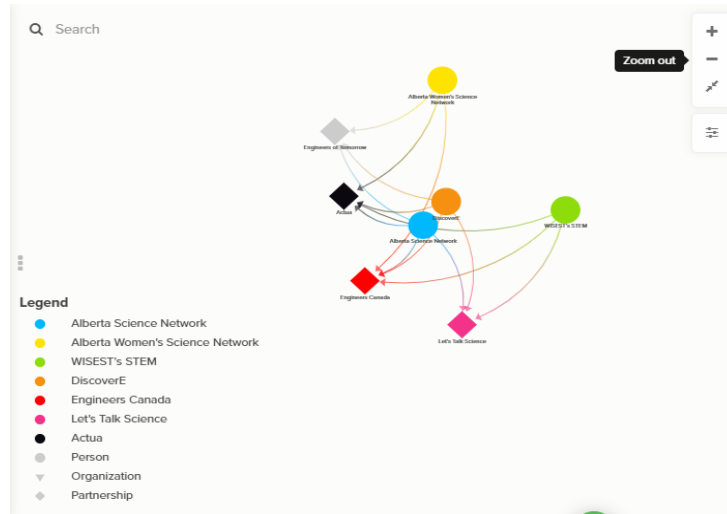 Search
Zoom out
Alberta Women's Science
Network
Engineers of Tomorrow
Actua
DiscoverE
Alberta Science Network
WISEST's STEM
Engineers Canada
Let's Talk Science
Legend
Alberta Science Network
Alberta Women's Science Network
WISEST's STEM
DiscoverE
Engineers Canada
Let's Talk Science
Actua
Person
Organization
Partnership